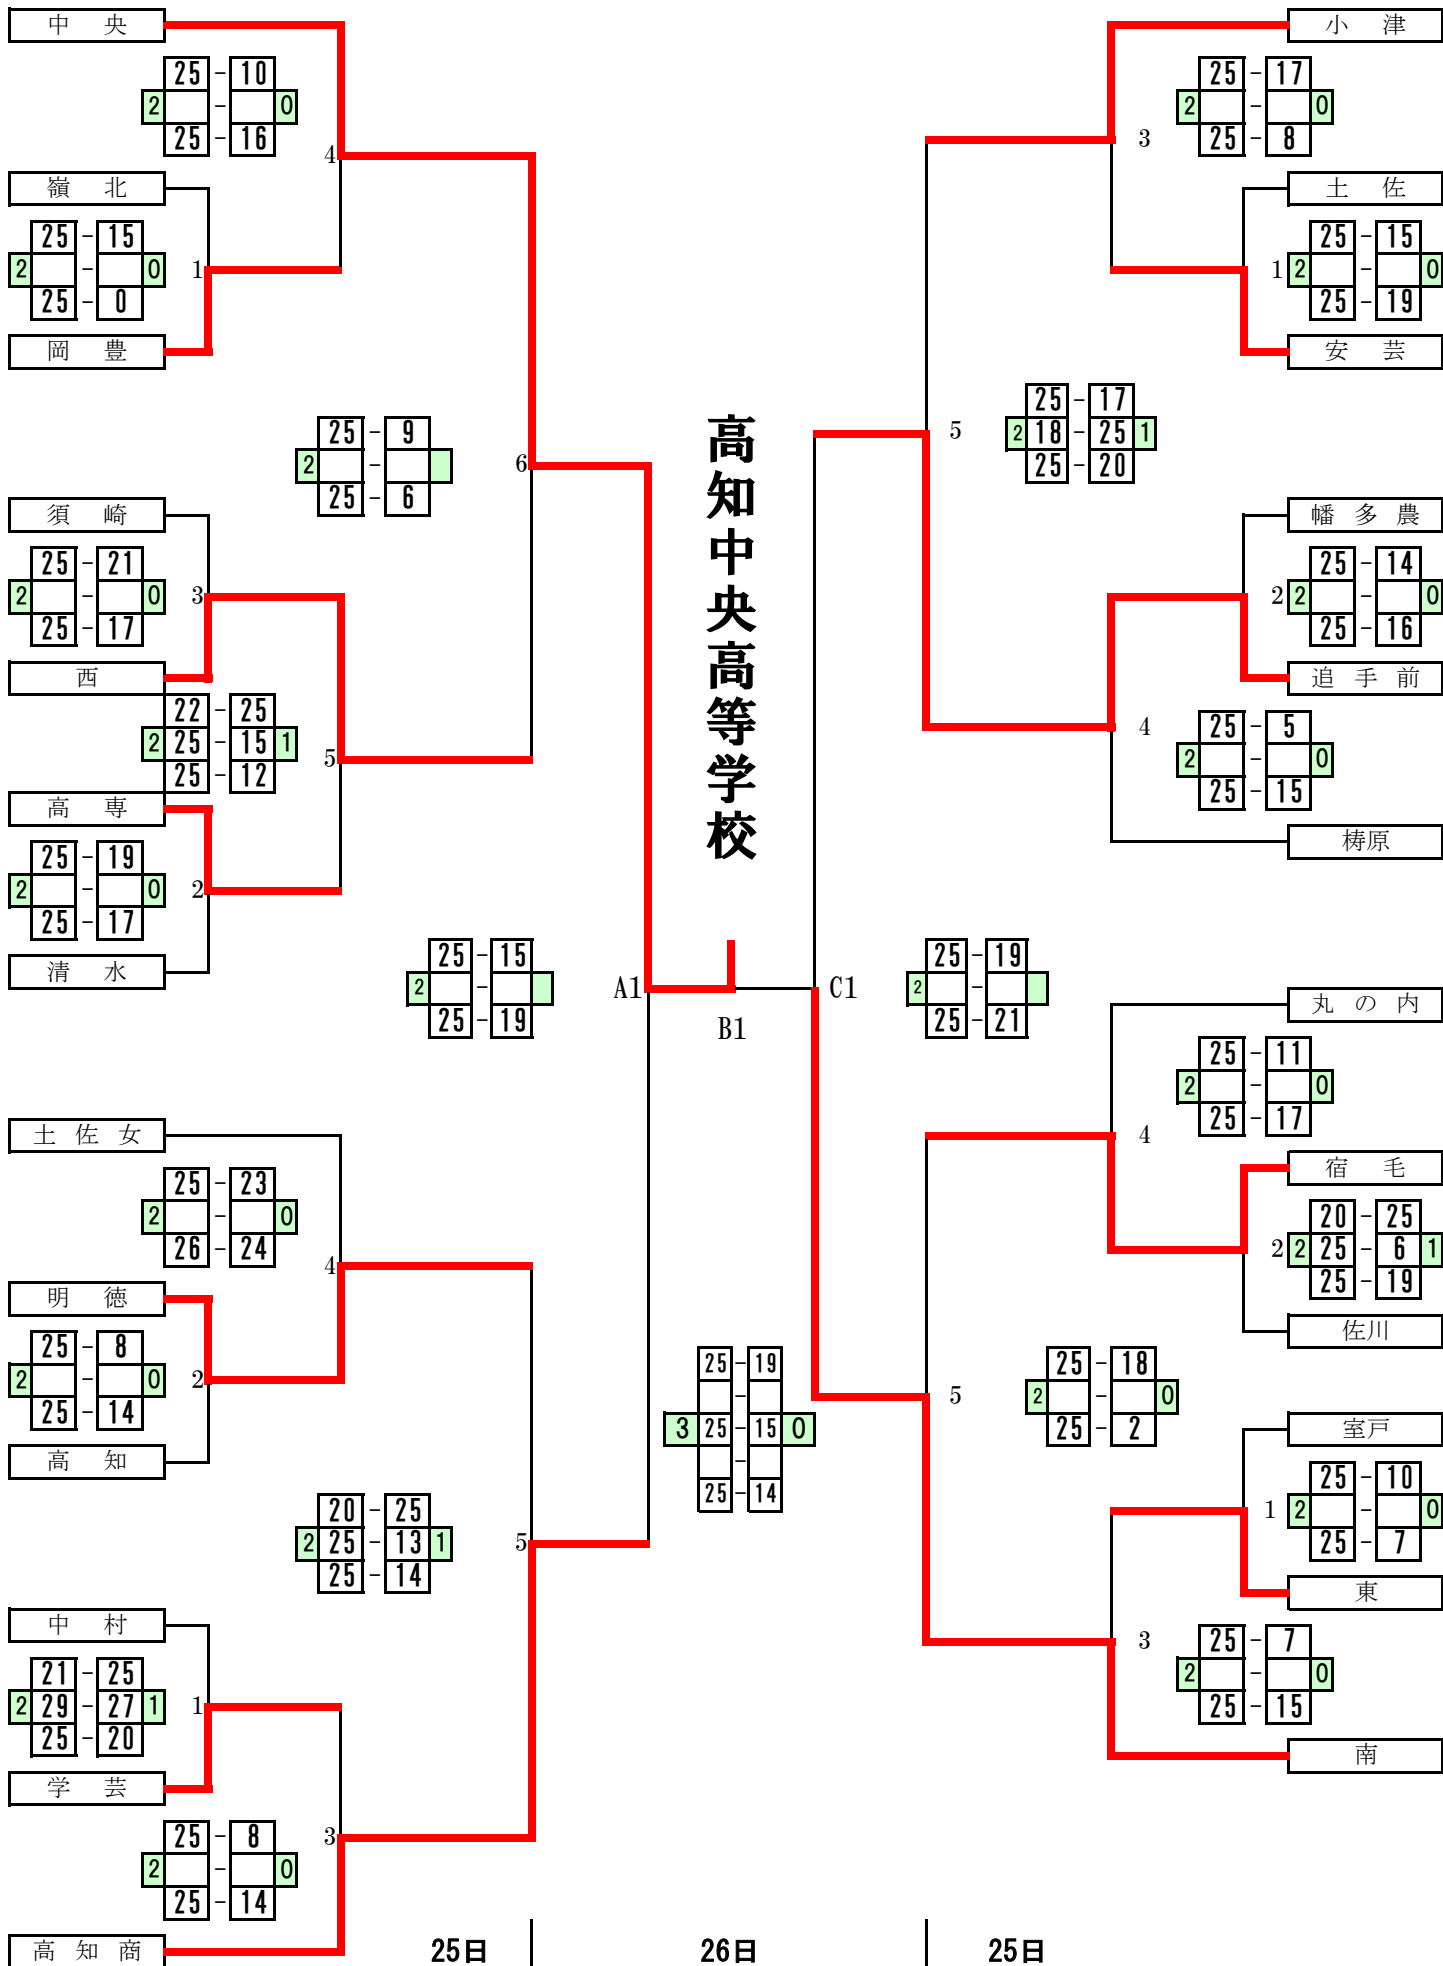 中央
25 - 10
2 - 0
25 - 16
4
嶺北
25 - 15
2 - 0
25 - 0
1
岡豊
25 - 9
2 -
25 - 6
6
須崎
25 - 21
2 - 0
25 - 17
3
西
22 - 25
2 25 - 15 1
25 - 12
5
高専
25 - 19
2 - 0
25 - 17
2
清水
25 - 15
2 -
25 - 19
A1
土佐女
25 - 23
2 - 0
26 - 24
4
明徳
25 - 8
2 - 0
25 - 14
2
高知
20 - 25
2 25 - 13 1
25 - 14
5
中村
21 - 25
2 29 - 27 1
25 - 20
1
学芸
25 - 8
2 - 0
25 - 14
3
高知商
高知中央高等学校
B1
25 - 19
-
3 25 - 15 0
-
25 - 14
小津
25 - 17
2 - 0
25 - 8
3
土佐
25 - 15
1 2 - 0
25 - 19
安芸
25 - 17
5 2 18 - 25 1
25 - 20
幡多農
25 - 14
2 2 - 0
25 - 16
追手前
25 - 5
4 2 - 0
25 - 15
梼原
25 - 19
C1 2 -
25 - 21
丸の内
25 - 11
2 - 0
25 - 17
4
宿毛
20 - 25
2 2 25 - 6 1
25 - 19
佐川
25 - 18
5 2 - 0
25 - 2
室戸
25 - 10
1 2 - 0
25 - 7
東
25 - 7
3 2 - 0
25 - 15
南
25日 26日 25日